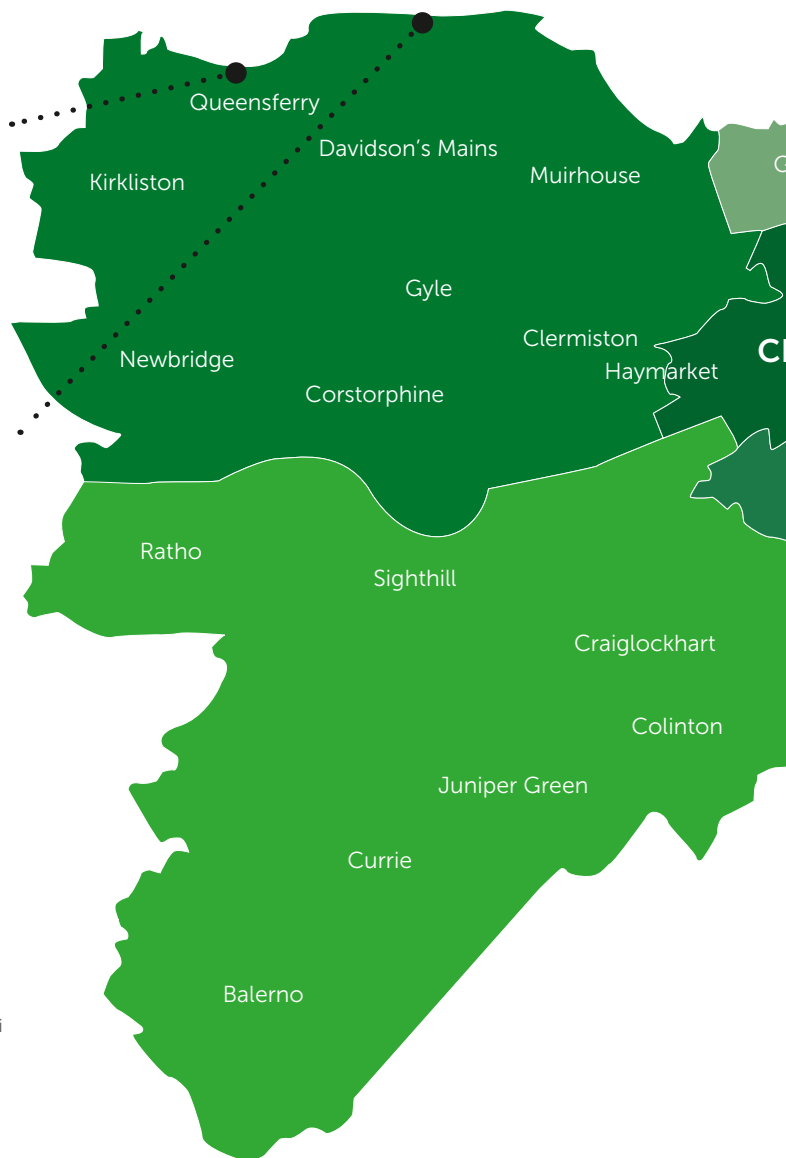 Queensferry
Davidson's Mains
Kirkliston
Muirhouse
Gyle
Clermiston
Newbridge
Haymarket
Corstorphine
Ratho
Sighthill
Craiglockhart
Colinton
Juniper Green
Currie
Balerno